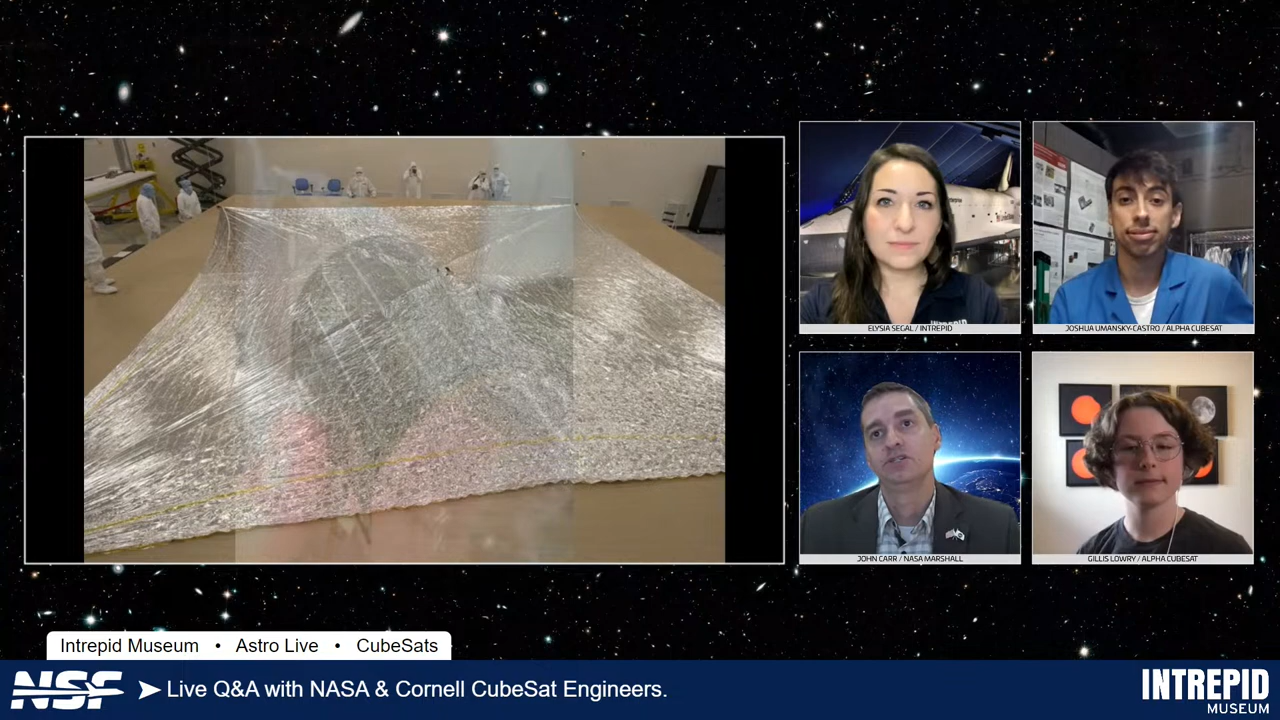 ELYSIA SEGAL / INTREPID
JOSHUA UMANSKY-CASTRO / ALPHA CUBESAT
JOHN CARR / NASA MARSHALL
GILLIS LOWRY / ALPHA CUBESAT
Intrepid Museum • Astro Live • CubeSats
NSF
Live Q&A with NASA & Cornell CubeSat Engineers.
INTREPID
MUSEUM